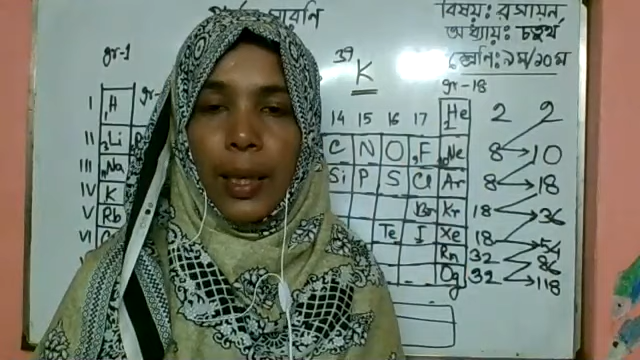 পর্যায় সারণি
বিষয়ঃ রসায়ন
অধ্যায়ঃ চতুর্থ
শ্রেণিঃ ৯ম/১০ম
gr-1
39
K
gr-18
I H
14 15 16 17 He 2 2
II Li C N O F Ne 8 10
III Na Si P S Cl Ar 8 18
IV K Br Kr 18 36
V Rb Te I Xe 18 54
VI Rn 32 86
Og 32 118